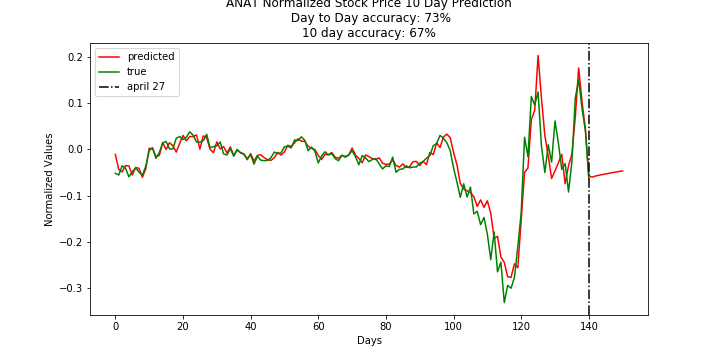 ANAT Normalized Stock Price 10 Day Prediction
Day to Day accuracy: 73%
10 day accuracy: 67%
predicted
true
april 27
Normalized Values
0.2
0.1
0.0
−0.1
−0.2
−0.3
0
20
40
60
80
100
120
140
Days